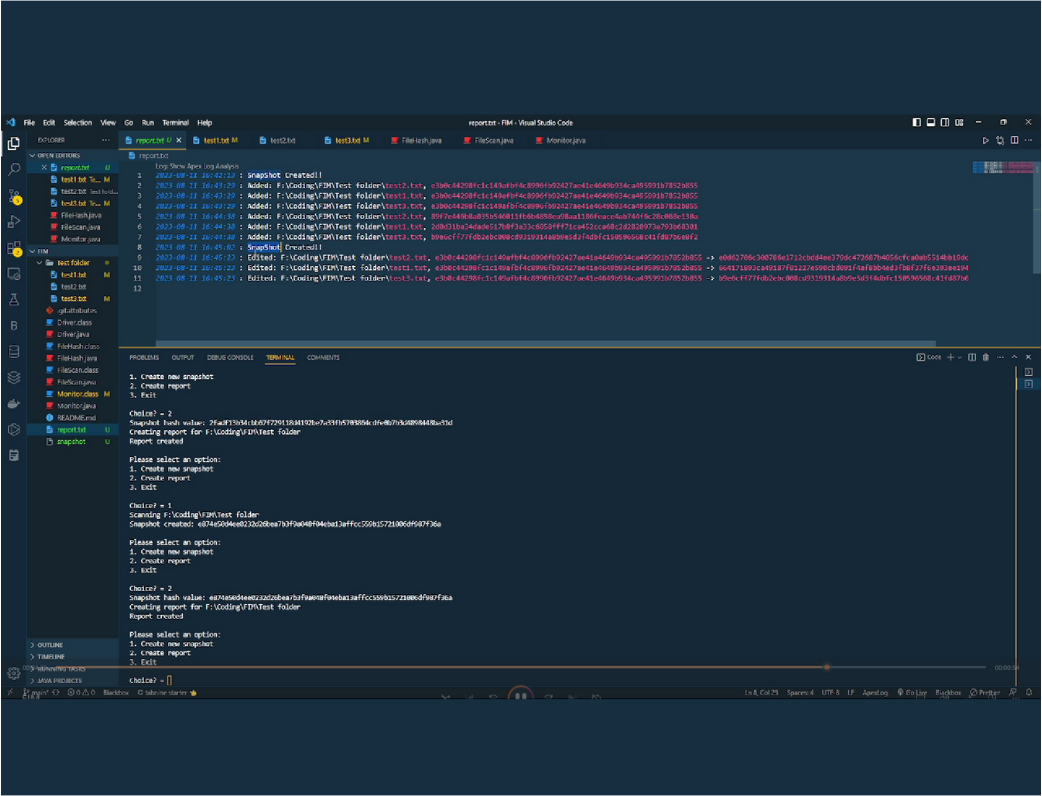 File Edit Selection View Go Run Terminal Help report.txt - FIM - Visual Studio Code
EXPLORER ··· report.txt U × test1.txt M test2.txt test3.txt M FileHash.java FileScan.java Monitor.java
OPEN EDITORS
report.txt
× report.txt U
test1.txt Te... M
test2.txt Test fold...
test3.txt Te... M
FileHash.java
FileScan.java
Monitor.java
FIM
Test folder
test1.txt M
test2.txt
test3.txt M
.gitattributes
Driver.class
Driver.java
FileHash.class
FileHash.java
FileScan.class
FileScan.java
Monitor.class M
Monitor.java
README.md
report.txt U
snapshot U
OUTLINE
TIMELINE
RUNNING TASKS
JAVA PROJECTS
Log: Show Apex Log Analysis
1 2023-08-11 16:42:13 : SnapShot Created!!
2 2023-08-11 16:43:29 : Added: F:\Coding\FIM\Test folder\test2.txt,
3 2023-08-11 16:43:29 : Added: F:\Coding\FIM\Test folder\test1.txt,
4 2023-08-11 16:43:29 : Added: F:\Coding\FIM\Test folder\test3.txt,
5 2023-08-11 16:44:38 : Added: F:\Coding\FIM\Test folder\test2.txt,
6 2023-08-11 16:44:38 : Added: F:\Coding\FIM\Test folder\test1.txt,
7 2023-08-11 16:44:38 : Added: F:\Coding\FIM\Test folder\test3.txt,
8 2023-08-11 16:45:02 : SnapShot Created!!
9 2023-08-11 16:45:23 : Edited: F:\Coding\FIM\Test folder\test2.txt, ->
10 2023-08-11 16:45:23 : Edited: F:\Coding\FIM\Test folder\test1.txt, ->
11 2023-08-11 16:45:23 : Edited: F:\Coding\FIM\Test folder\test3.txt, ->
12
PROBLEMS OUTPUT DEBUG CONSOLE TERMINAL COMMENTS Code
1. Create new snapshot
2. Create report
3. Exit
Choice? = 2
Snapshot hash value:
Creating report for F:\Coding\FIM\Test folder
Report created
Please select an option:
1. Create new snapshot
2. Create report
3. Exit
Choice? = 1
Scanning F:\Coding\FIM\Test folder
Snapshot created:
Please select an option:
1. Create new snapshot
2. Create report
3. Exit
Choice? = 2
Snapshot hash value:
Creating report for F:\Coding\FIM\Test folder
Report created
Please select an option:
1. Create new snapshot
2. Create report
3. Exit
Choice? =
main* 0 0 Blackbox tabnine starter Ln 8, Col 25 Spaces: 4 UTF-8 LF ApexLog Go Live Blackbox Prettier